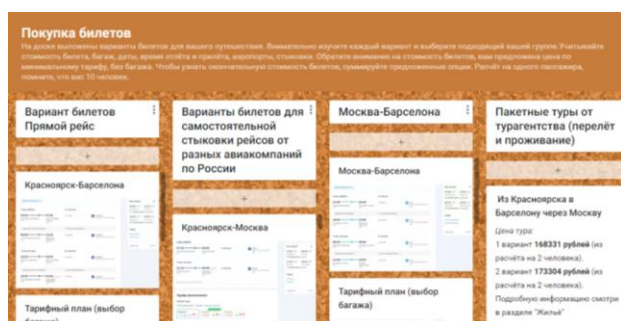 Покупка билетов
На доске выложены варианты билетов для вашего путешествия. Внимательно изучите каждый вариант и выберите подходящий вашей группе. Учитывайте
стоимость билета, багаж, даты, время отлёта и прилёта, аэропорты, стыковки. Обратите внимание на стоимость билетов, вам предложена цена по
минимальному тарифу, без багажа. Чтобы узнать окончательную стоимость билетов, суммируйте предложенные опции. Расчёт на одного пассажира,
помните, что вас 10 человек.
Вариант билетов
Прямой рейс
+
Красноярск-Барселона
Тарифный план (выбор
багажа)
Варианты билетов для
самостоятельной
стыковки рейсов от
разных авиакомпаний
по России
+
Красноярск-Москва
Москва-Барселона
+
Москва-Барселона
Тарифный план (выбор
багажа)
Пакетные туры от
турагентства (перелёт
и проживание)
+
Из Красноярска в
Барселону через Москву
Цена тура:
1 вариант 168331 рублей (из
расчёта на 2 человека).
2 вариант 173304 рублей (из
расчёта на 2 человека).
Подробную информацию смотри
в разделе "Жильё"